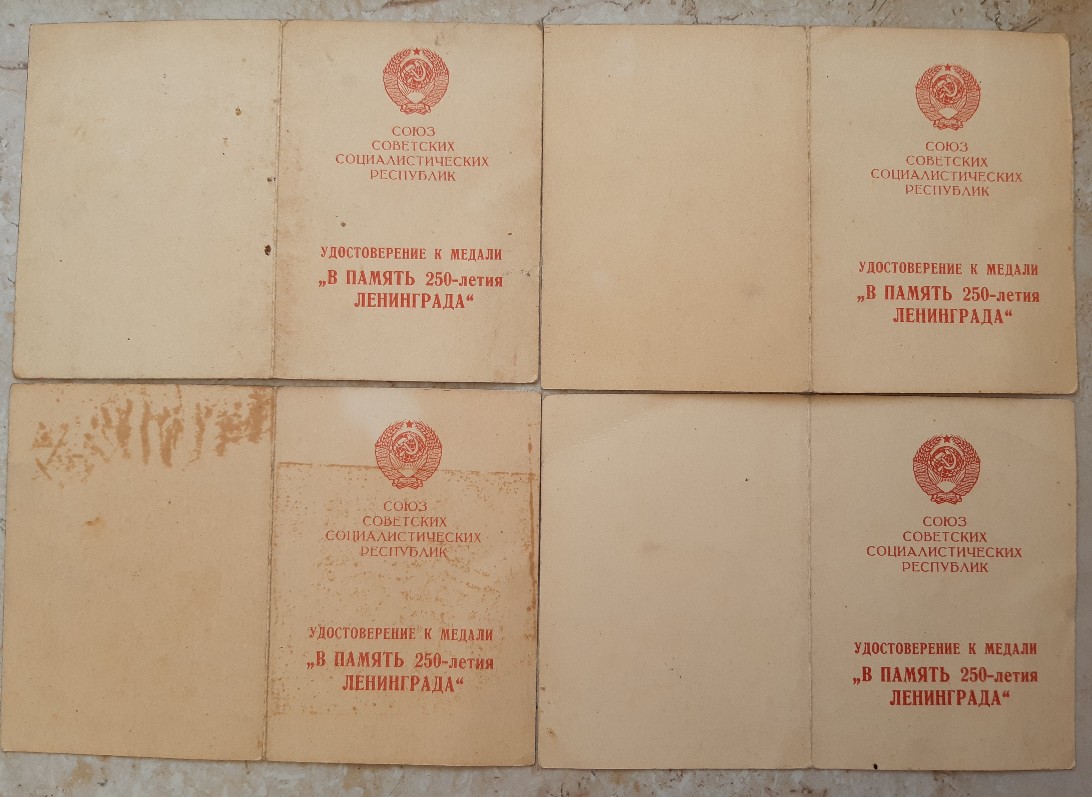 СОЮЗ
СОВЕТСКИХ
СОЦИАЛИСТИЧЕСКИХ
РЕСПУБЛИК
УДОСТОВЕРЕНИЕ К МЕДАЛИ
„В ПАМЯТЬ 250-летия
ЛЕНИНГРАДА“
СОЮЗ
СОВЕТСКИХ
СОЦИАЛИСТИЧЕСКИХ
РЕСПУБЛИК
УДОСТОВЕРЕНИЕ К МЕДАЛИ
„В ПАМЯТЬ 250-летия
ЛЕНИНГРАДА“
СОЮЗ
СОВЕТСКИХ
СОЦИАЛИСТИЧЕСКИХ
РЕСПУБЛИК
УДОСТОВЕРЕНИЕ К МЕДАЛИ
„В ПАМЯТЬ 250-летия
ЛЕНИНГРАДА“
СОЮЗ
СОВЕТСКИХ
СОЦИАЛИСТИЧЕСКИХ
РЕСПУБЛИК
УДОСТОВЕРЕНИЕ К МЕДАЛИ
„В ПАМЯТЬ 250-летия
ЛЕНИНГРАДА“